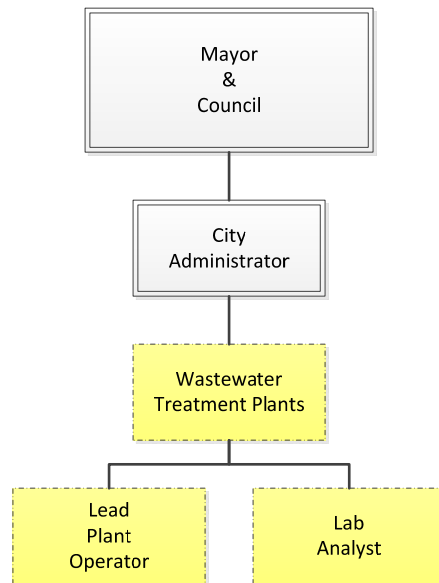 Mayor
&
Council
City
Administrator
Wastewater
Treatment Plants
Lead
Plant
Operator
Lab
Analyst